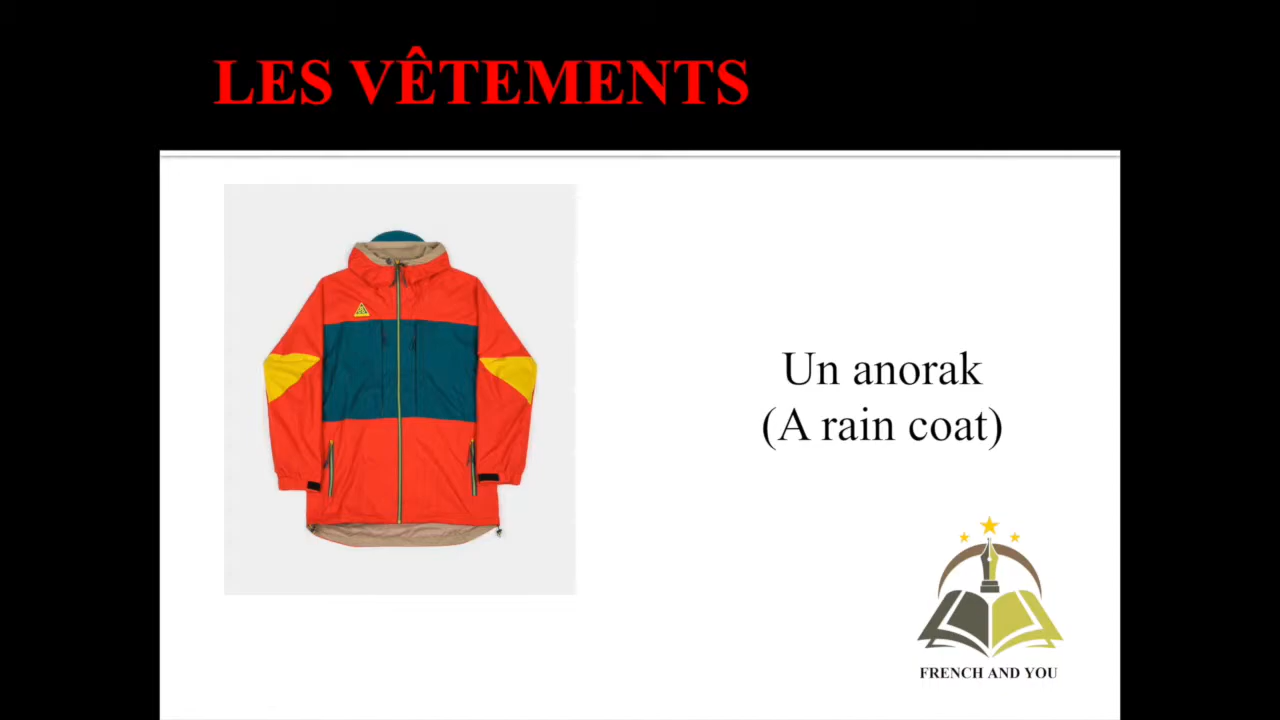 LES VÊTEMENTS
Un anorak
(A rain coat)
FRENCH AND YOU